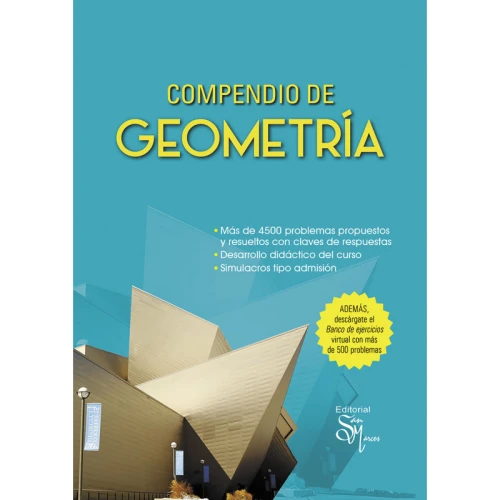 COMPENDIO DE
GEOMETRÍA
• Más de 4500 problemas propuestos
y resueltos con claves de respuestas
• Desarrollo didáctico del curso
• Simulacros tipo admisión
ADEMÁS,
descárgate el
Banco de ejercicios
virtual con más
de 500 problemas
Editorial
San
Marcos